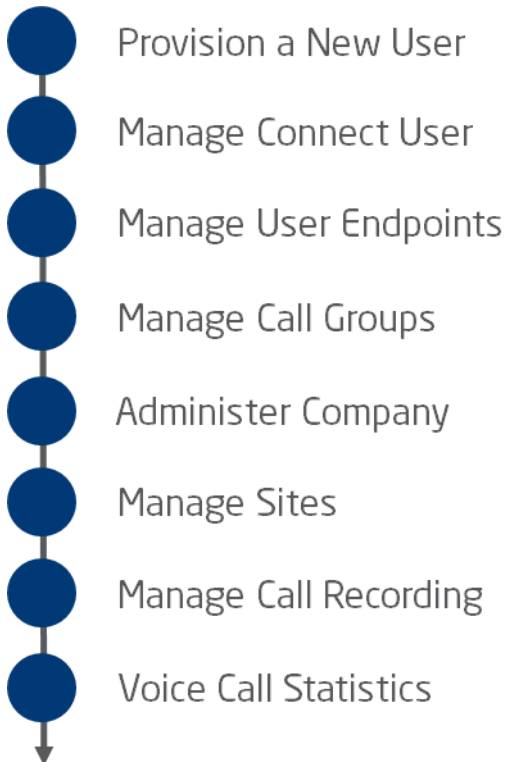 Provision a New User
Manage Connect User
Manage User Endpoints
Manage Call Groups
Administer Company
Manage Sites
Manage Call Recording
Voice Call Statistics